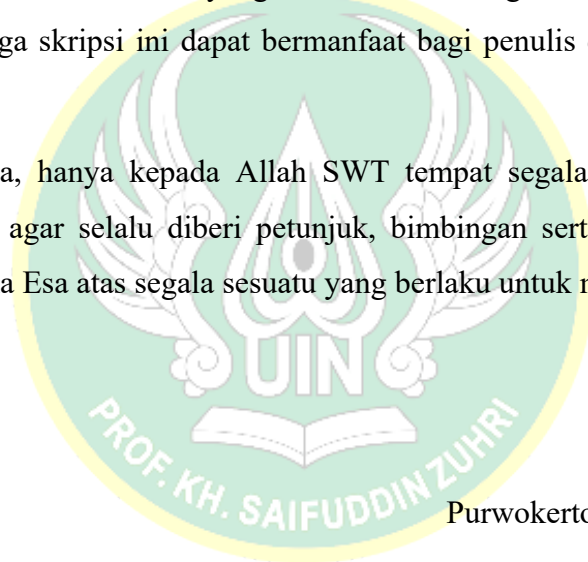 ga skripsi ini dapat bermanfaat bagi penulis
a, hanya kepada Allah SWT tempat segala
agar selalu diberi petunjuk, bimbingan sert
a Esa atas segala sesuatu yang berlaku untuk
UIN
PROF. KH. SAIFUDDIN ZUHRI
Purwokerto